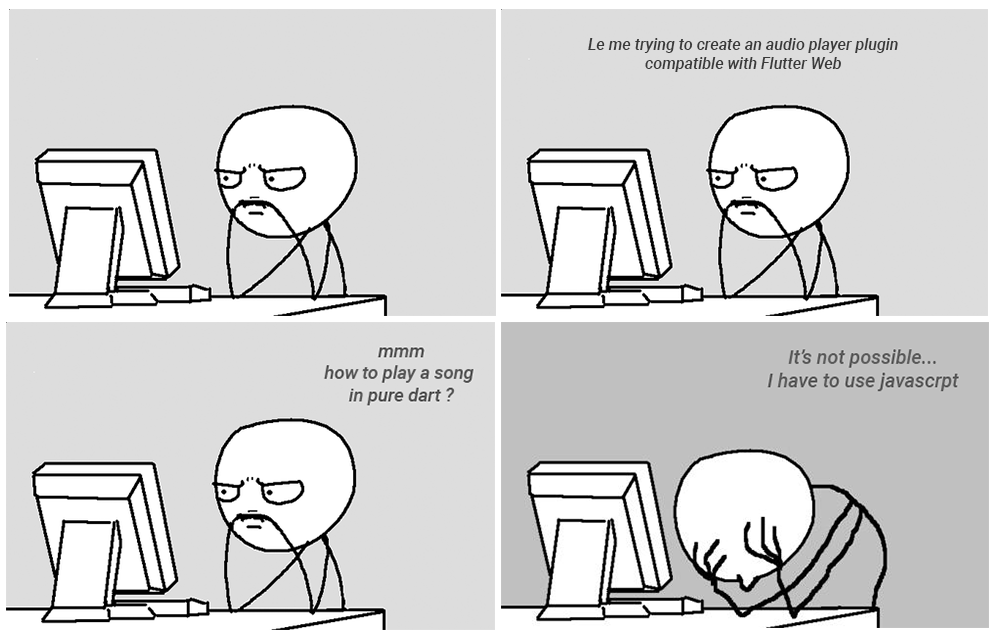 Le me trying to create an audio player plugin
compatible with Flutter Web
mmm
how to play a song
in pure dart ?
It's not possible...
I have to use javascrpt